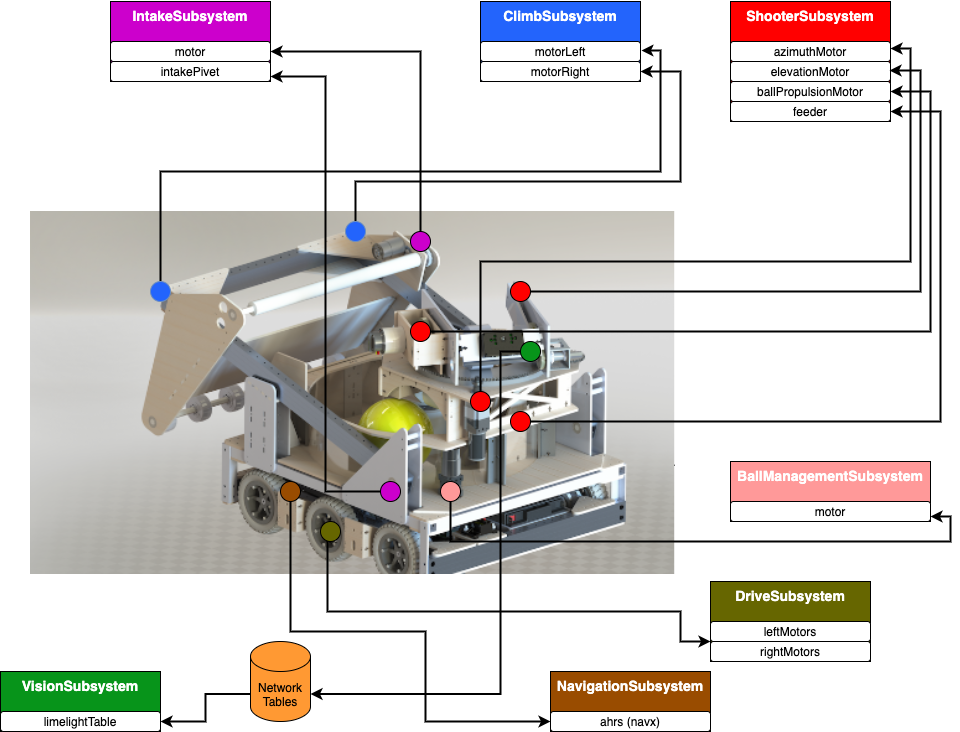 IntakeSubsystem
motor
intakePivet
ClimbSubsystem
motorLeft
motorRight
ShooterSubsystem
azimuthMotor
elevationMotor
ballPropulsionMotor
feeder
BallManagementSubsystem
motor
DriveSubsystem
leftMotors
rightMotors
VisionSubsystem
limelightTable
Network
Tables
NavigationSubsystem
ahrs (navx)